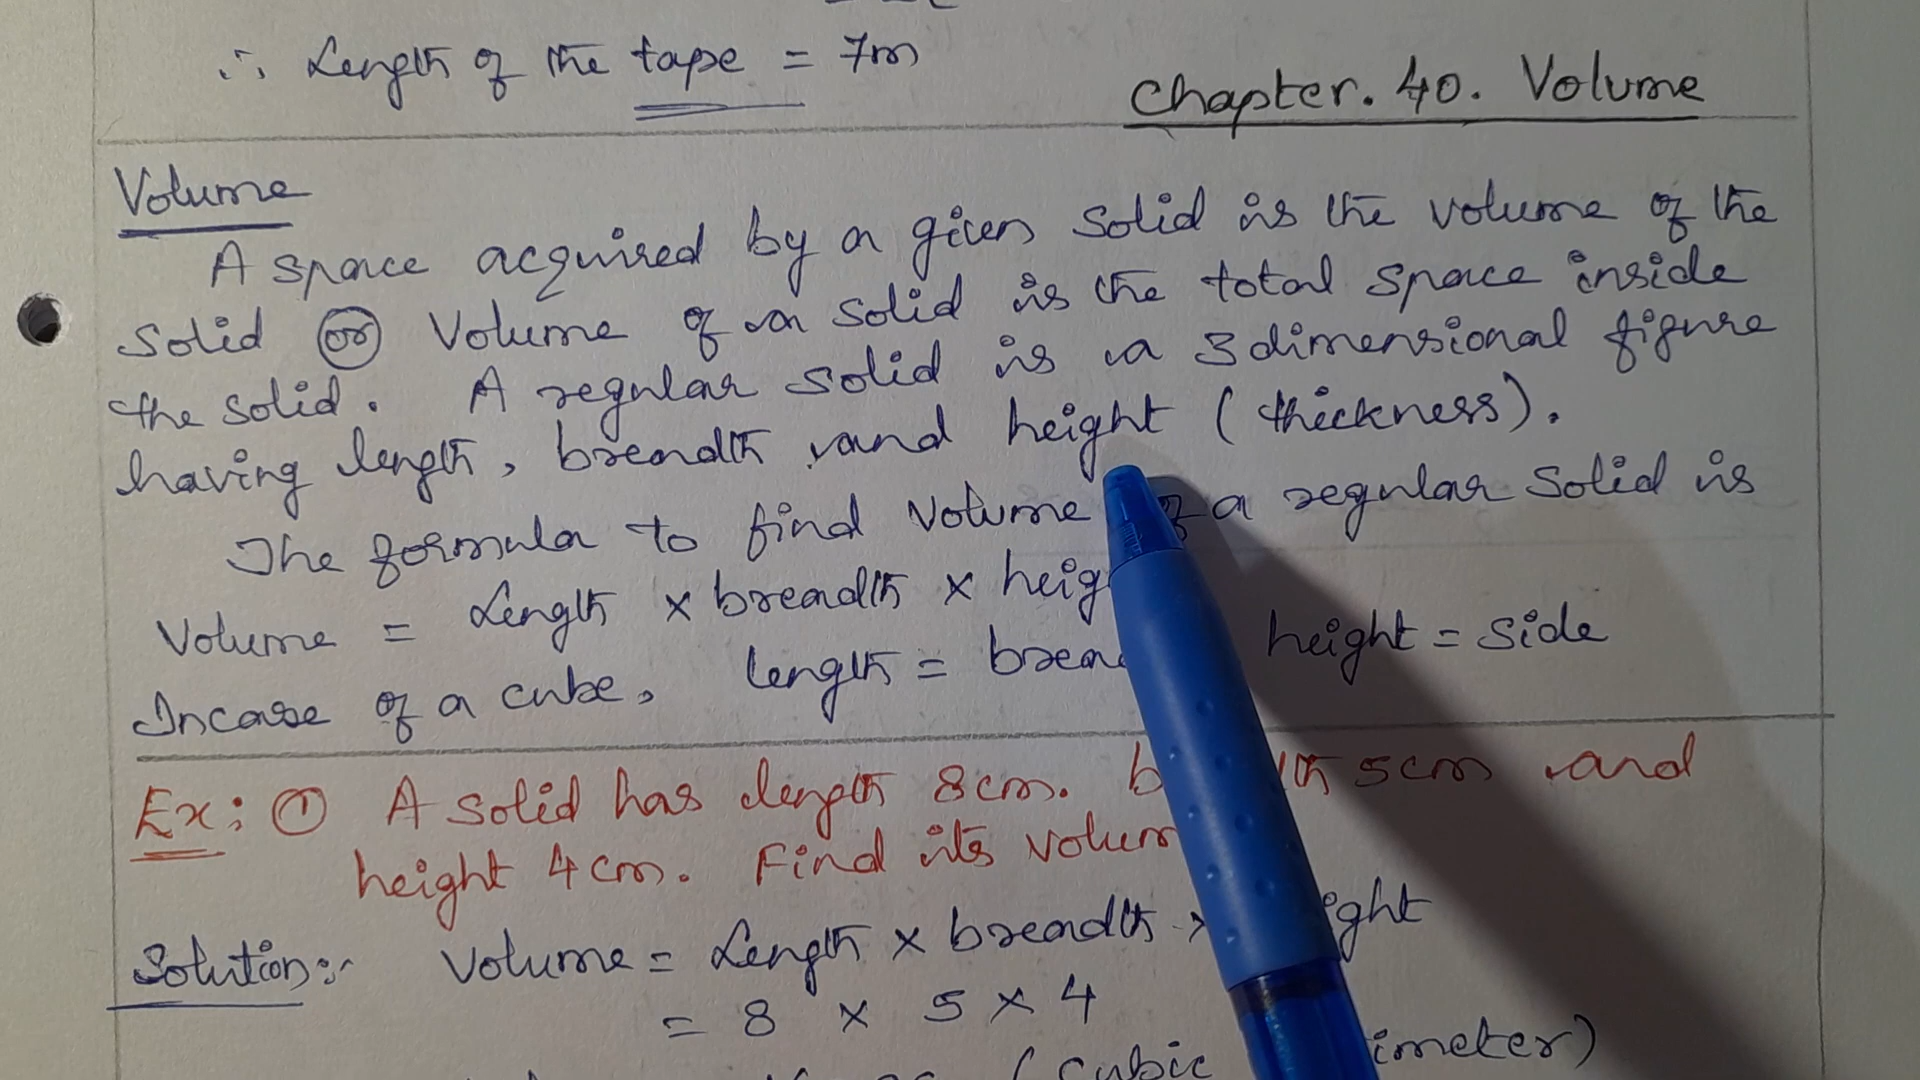 ∴ Length of the tape = 7m
Chapter. 40. Volume
Volume
A space acquired by a given solid is the volume of the
solid (or) Volume of a solid is the total space inside
the solid. A regular solid is a 3 dimensional figure
having length, breadth and height (thickness).
The formula to find Volume of a regular solid is
Volume = Length × breadth × heig
Incase of a cube, length = brea height = side
Ex: ① A solid has length 8cm. b th 5cm and
height 4cm. Find its volum
Solution:- Volume = Length × breadth × ight
= 8 × 5 × 4
(cubic imeter)